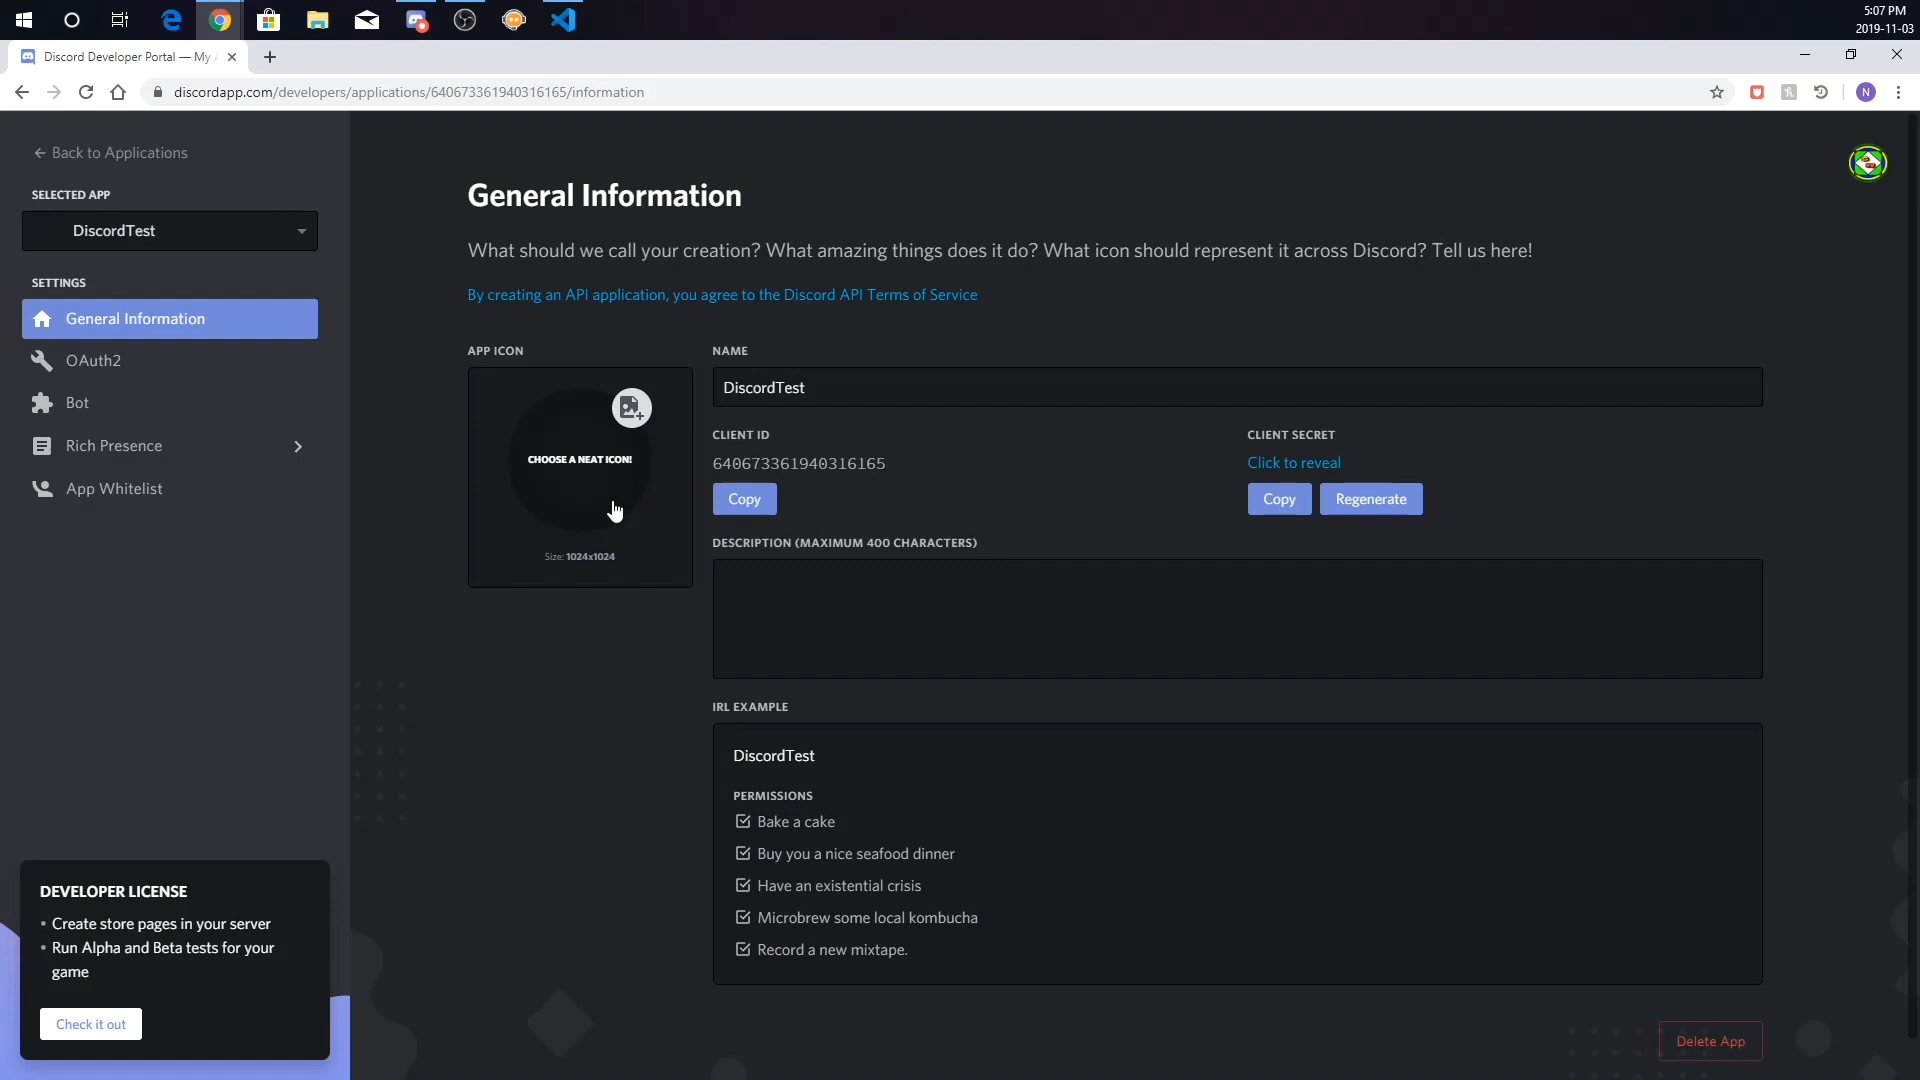 5:07 PM
2019-11-03
Discord Developer Portal — My
discordapp.com/developers/applications/640673361940316165/information
N
Back to Applications
SELECTED APP
DiscordTest
SETTINGS
General Information
OAuth2
Bot
Rich Presence
App Whitelist
DEVELOPER LICENSE
• Create store pages in your server
• Run Alpha and Beta tests for your
game
Check it out
General Information
What should we call your creation? What amazing things does it do? What icon should represent it across Discord? Tell us here!
By creating an API application, you agree to the Discord API Terms of Service
APP ICON
CHOOSE A NEAT ICON!
Size: 1024x1024
NAME
DiscordTest
CLIENT ID
640673361940316165
Copy
CLIENT SECRET
Click to reveal
Copy
Regenerate
DESCRIPTION (MAXIMUM 400 CHARACTERS)
IRL EXAMPLE
DiscordTest
PERMISSIONS
Bake a cake
Buy you a nice seafood dinner
Have an existential crisis
Microbrew some local kombucha
Record a new mixtape.
Delete App